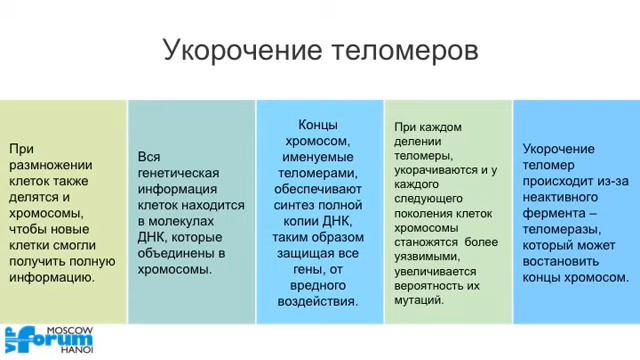 Укорочение теломеров
При
размножении
клеток также
делятся и
хромосомы,
чтобы новые
клетки смогли
получить полную
информацию.
Вся
генетическая
информация
клеток находится
в молекулах
ДНК, которые
объединены в
хромосомы.
Концы
хромосом,
именуемые
теломерами,
обеспечивают
синтез полной
копии ДНК,
таким образом
защищая все
гены, от
вредного
воздействия.
При каждом
делении
теломеры,
укорачиваются и у
каждого
следующего
поколения клеток
хромосомы
станожятся более
уязвимыми,
увеличивается
вероятность их
мутаций.
Укорочение
теломер
происходит из-за
неактивного
фермента –
теломеразы,
который может
востановить
концы хромосом.
VIP forum
MOSCOW
HANOI